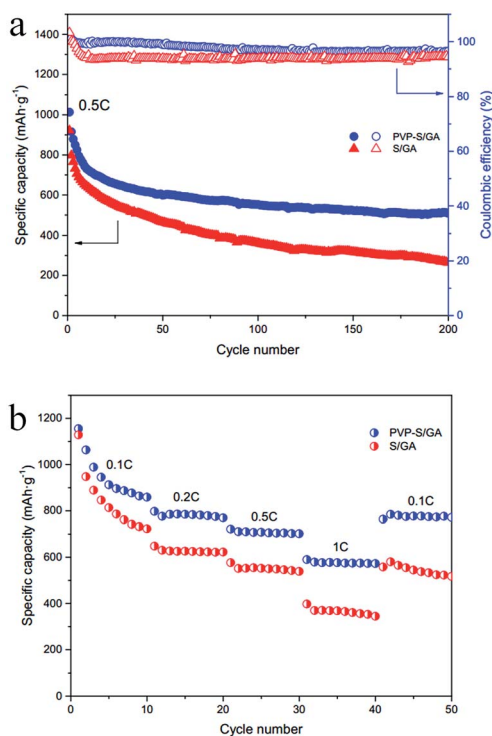 a
1400
1200
1000
800
600
400
200
0
Specific capacity (mAh·g⁻¹)
0.5C
PVP-S/GA
S/GA
100
80
60
40
20
0
Coulombic efficiency (%)
0
50
100
150
200
Cycle number
b
1200
1000
800
600
400
200
0
Specific capacity (mAh·g⁻¹)
PVP-S/GA
S/GA
0.1C
0.2C
0.5C
1C
0.1C
0
10
20
30
40
50
Cycle number